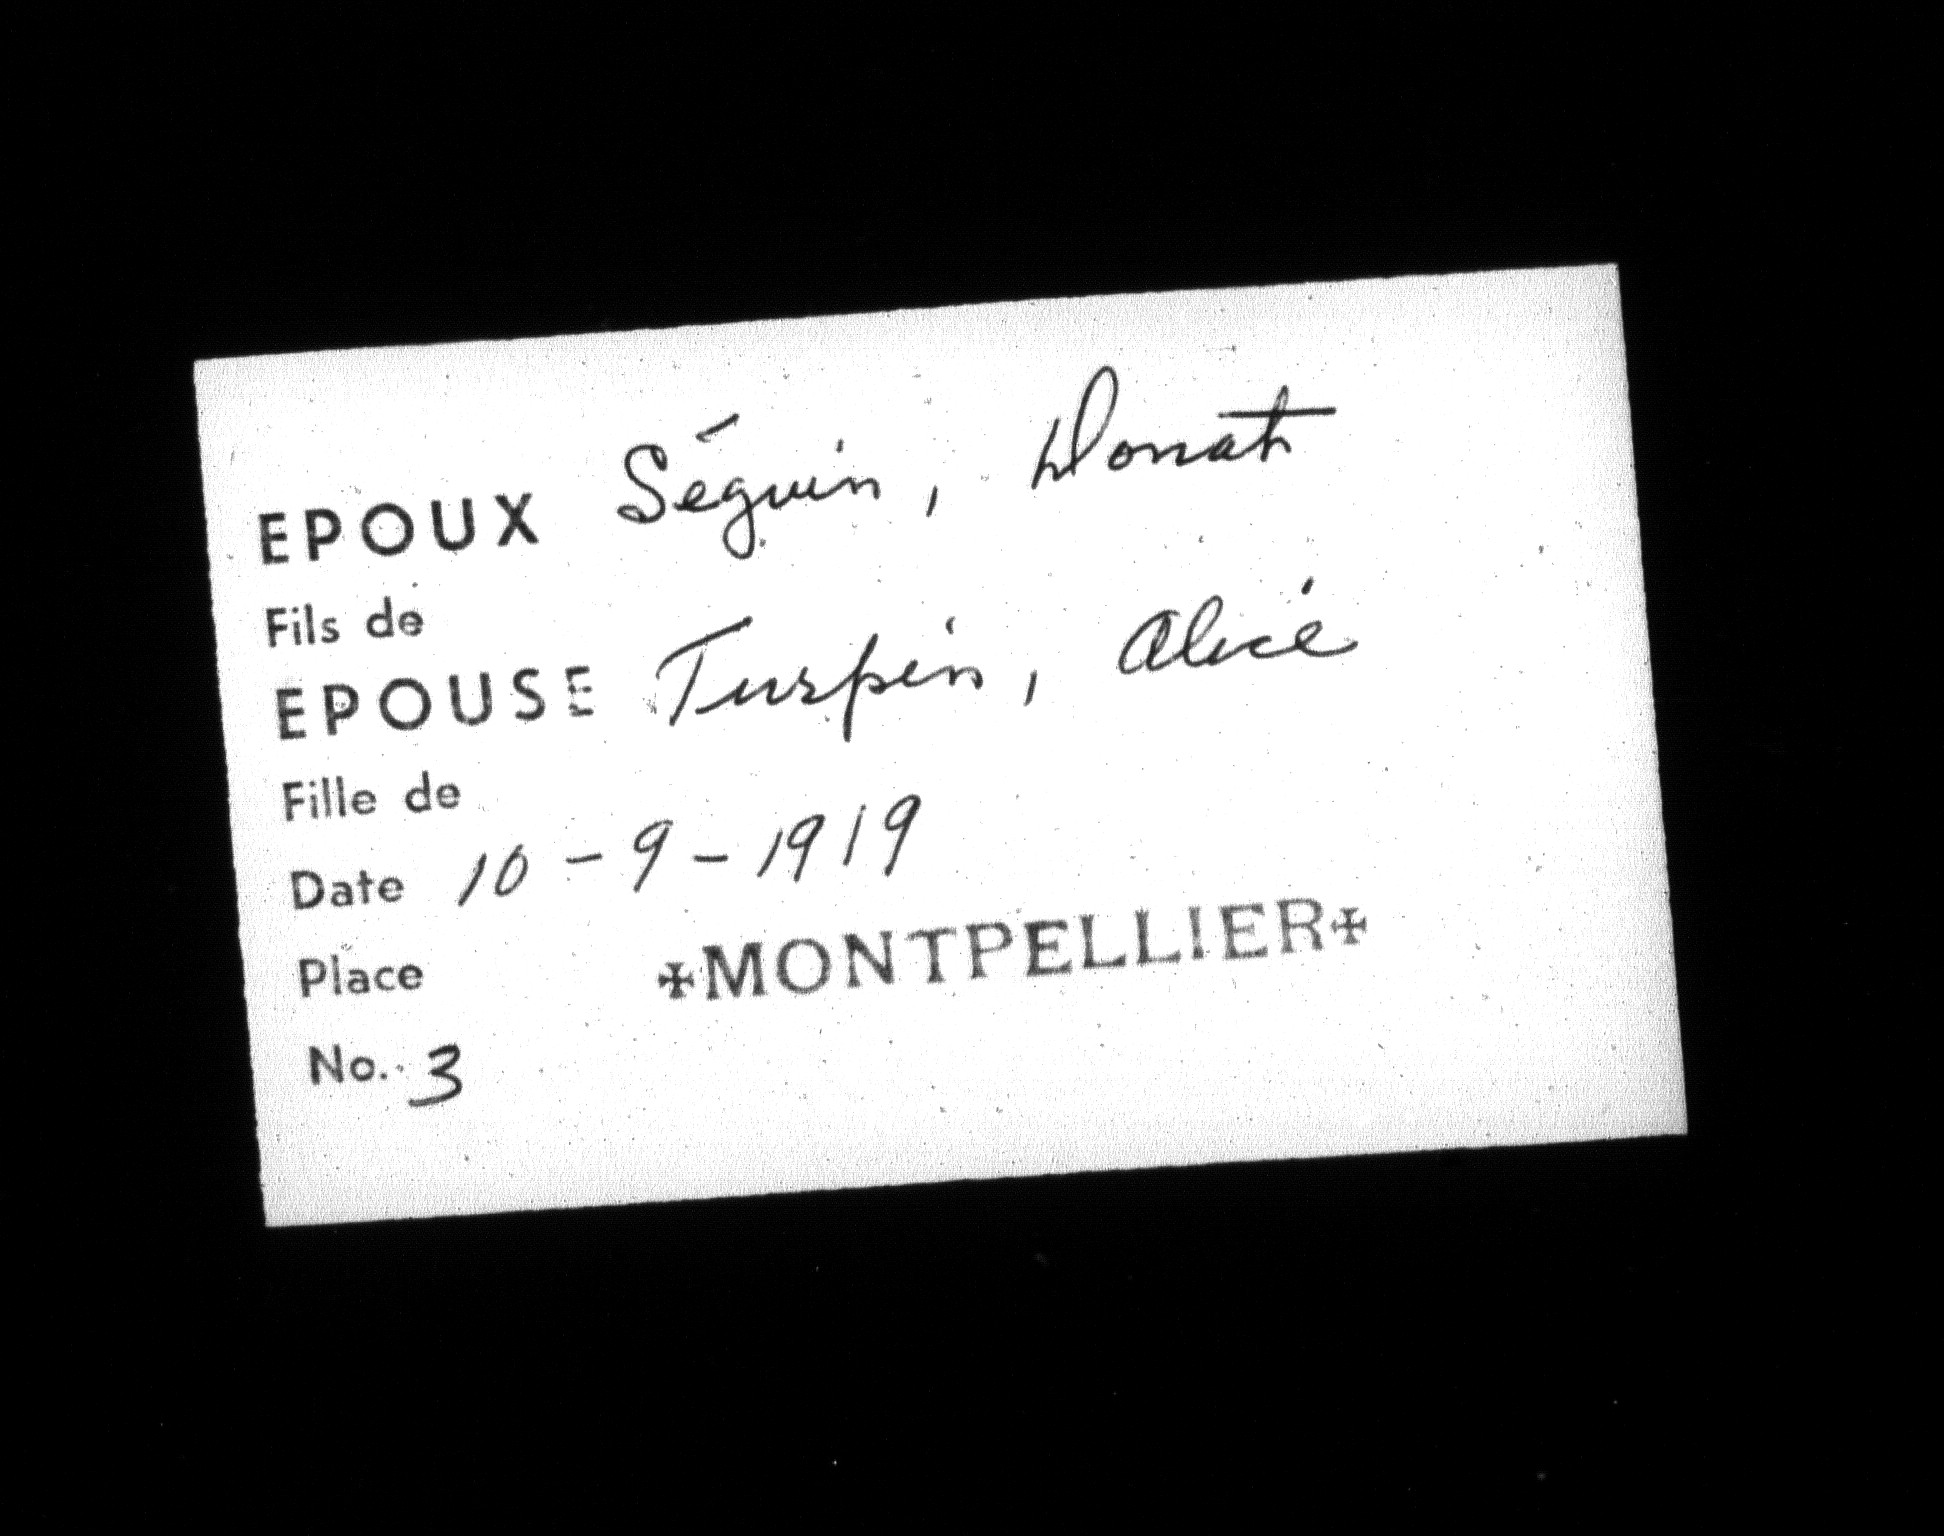 EPOUX Séguin, Donat
Fils de
EPOUSE Turpin, Alice
Fille de
Date 10-9-1919
Place ✠MONTPELLIER✠
No. 3